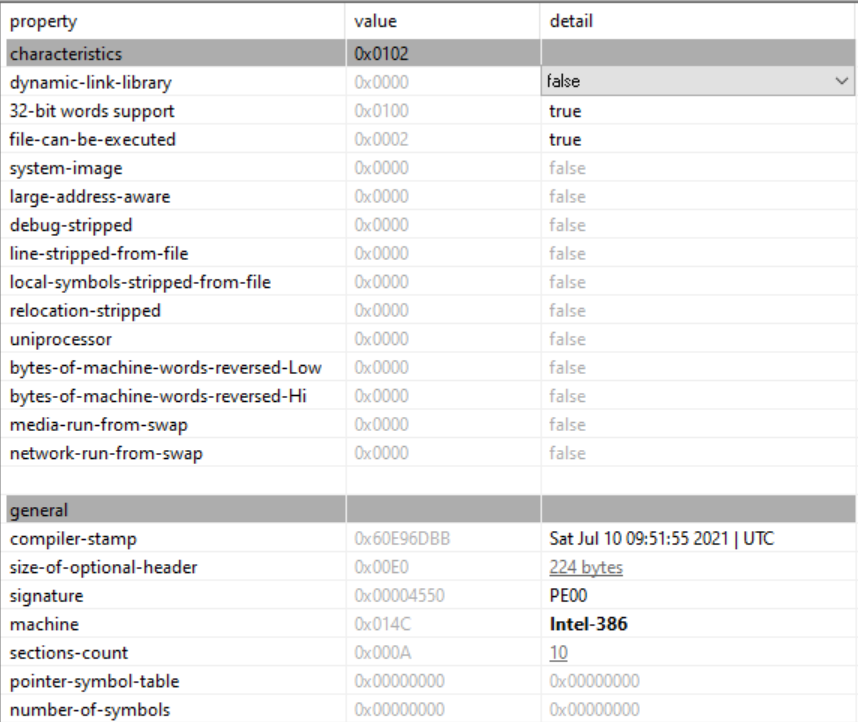 property value detail
characteristics 0x0102
dynamic-link-library 0x0000 false
32-bit words support 0x0100 true
file-can-be-executed 0x0002 true
system-image 0x0000 false
large-address-aware 0x0000 false
debug-stripped 0x0000 false
line-stripped-from-file 0x0000 false
local-symbols-stripped-from-file 0x0000 false
relocation-stripped 0x0000 false
uniprocessor 0x0000 false
bytes-of-machine-words-reversed-Low 0x0000 false
bytes-of-machine-words-reversed-Hi 0x0000 false
media-run-from-swap 0x0000 false
network-run-from-swap 0x0000 false
general
compiler-stamp 0x60E96DBB Sat Jul 10 09:51:55 2021 | UTC
size-of-optional-header 0x00E0 224 bytes
signature 0x00004550 PE00
machine 0x014C Intel-386
sections-count 0x000A 10
pointer-symbol-table 0x00000000 0x00000000
number-of-symbols 0x00000000 0x00000000